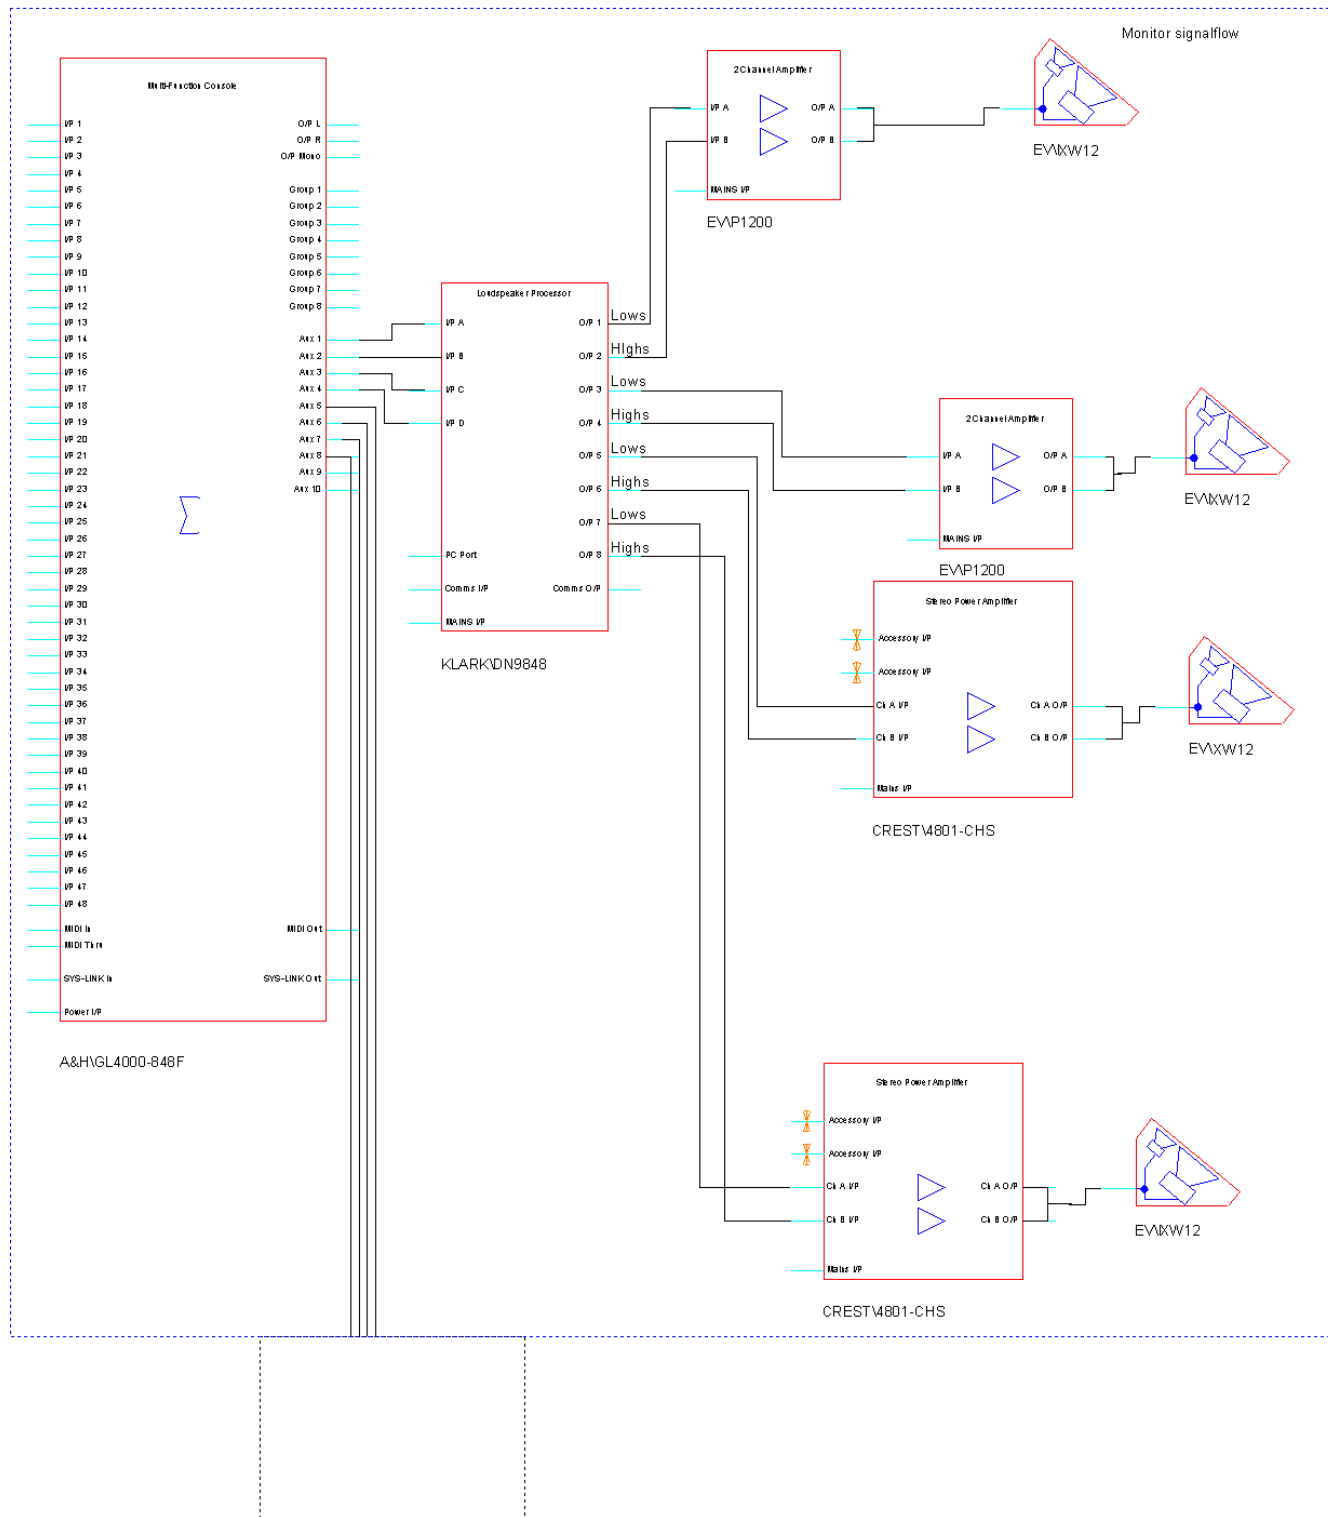 Monitor signalflow
Multi-Function Console
I/P 1
I/P 2
I/P 3
I/P 4
I/P 5
I/P 6
I/P 7
I/P 8
I/P 9
I/P 10
I/P 11
I/P 12
I/P 13
I/P 14
I/P 15
I/P 16
I/P 17
I/P 18
I/P 19
I/P 20
I/P 21
I/P 22
I/P 23
I/P 24
I/P 25
I/P 26
I/P 27
I/P 28
I/P 29
I/P 30
I/P 31
I/P 32
I/P 33
I/P 34
I/P 35
I/P 36
I/P 37
I/P 38
I/P 39
I/P 40
I/P 41
I/P 42
I/P 43
I/P 44
I/P 45
I/P 46
I/P 47
I/P 48
MIDI In
MIDI Thru
SYS-LINK In
Power I/P
O/P L
O/P R
O/P Mono
Group 1
Group 2
Group 3
Group 4
Group 5
Group 6
Group 7
Group 8
Aux 1
Aux 2
Aux 3
Aux 4
Aux 5
Aux 6
Aux 7
Aux 8
Aux 9
Aux 10
MIDI Out
SYS-LINK Out
Σ
A&H\GL4000-848F
Loudspeaker Processor
I/P A
I/P B
I/P C
I/P D
PC Port
Comms I/P
MAINS I/P
O/P 1
O/P 2
O/P 3
O/P 4
O/P 5
O/P 6
O/P 7
O/P 8
Comms O/P
Lows
HIghs
Lows
Highs
Lows
Highs
Lows
Highs
KLARK\DN9848
2 Channel Amplifier
I/P A
I/P B
MAINS I/P
O/P A
O/P B
EV\P1200
EV\XW12
2 Channel Amplifier
I/P A
I/P B
MAINS I/P
O/P A
O/P B
EV\P1200
EV\XW12
Stereo Power Amplifier
Accessory I/P
Accessory I/P
Ch A I/P
Ch B I/P
Mains I/P
Ch A O/P
Ch B O/P
CREST\4801-CHS
EV\XW12
Stereo Power Amplifier
Accessory I/P
Accessory I/P
Ch A I/P
Ch B I/P
Mains I/P
Ch A O/P
Ch B O/P
CREST\4801-CHS
EV\XW12